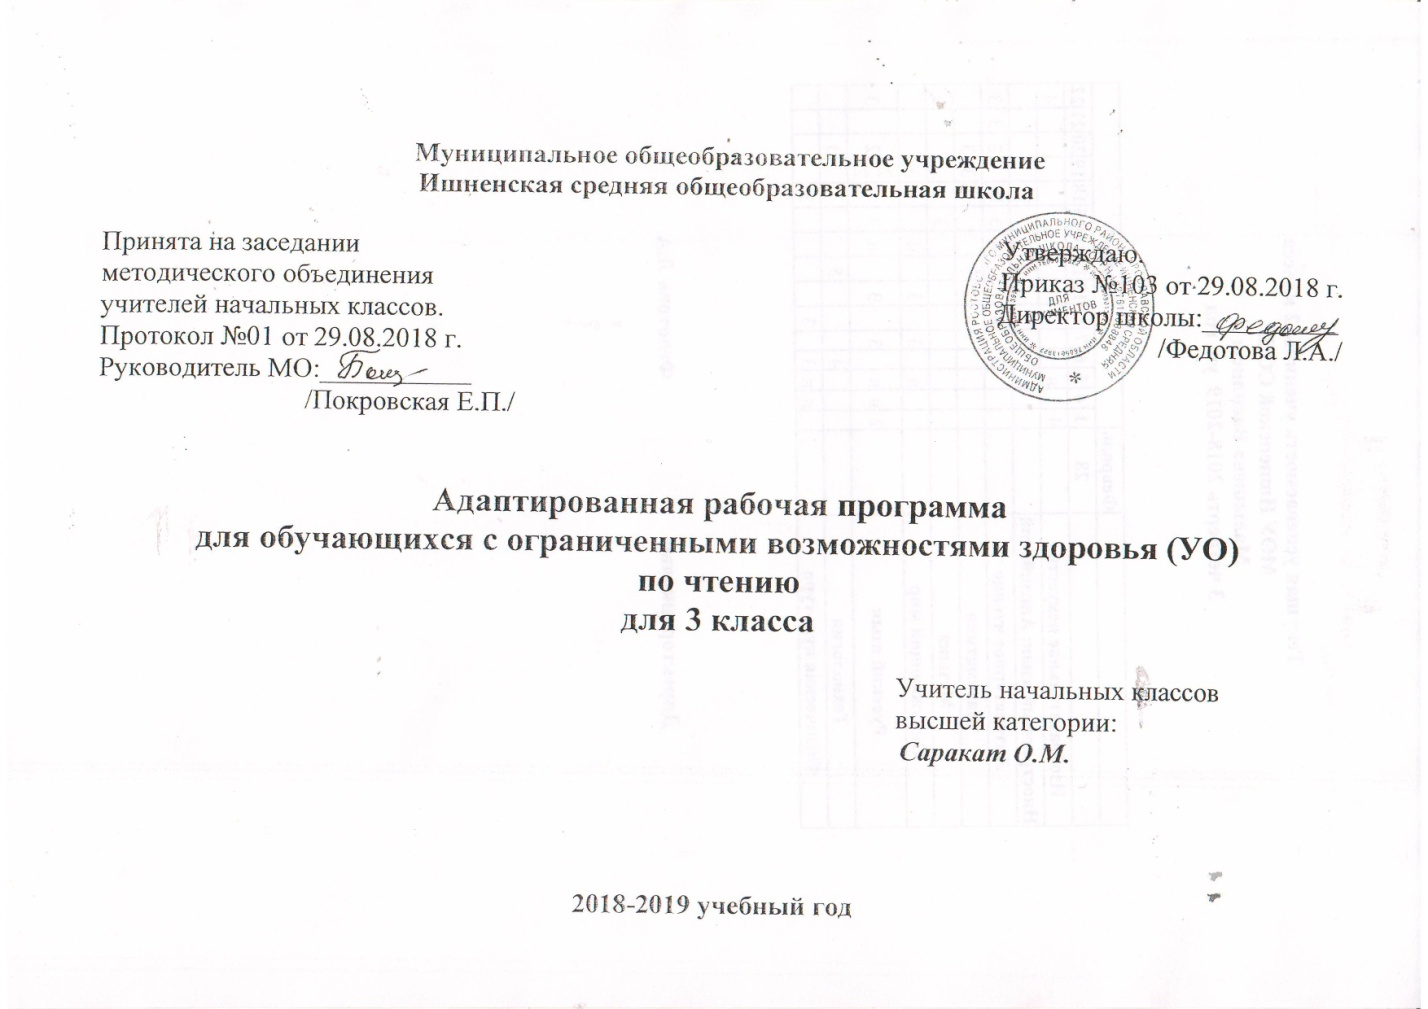 Муниципальное общеобразовательное учреждение
Ишненская средняя общеобразовательная школа
Принята на заседании
методического объединения
учителей начальных классов.
Протокол №01 от 29.08.2018 г.
Руководитель МО:
/Покровская Е.П./
Утверждаю.
Приказ №103 от 29.08.2018 г.
Директор школы:
/Федотова Л.А./
ДЛЯ
ДОКУМЕНТОВ
Адаптированная рабочая программа
для обучающихся с ограниченными возможностями здоровья (УО)
по чтению
для 3 класса
Учитель начальных классов
высшей категории:
Саракат О.М.
2018-2019 учебный год